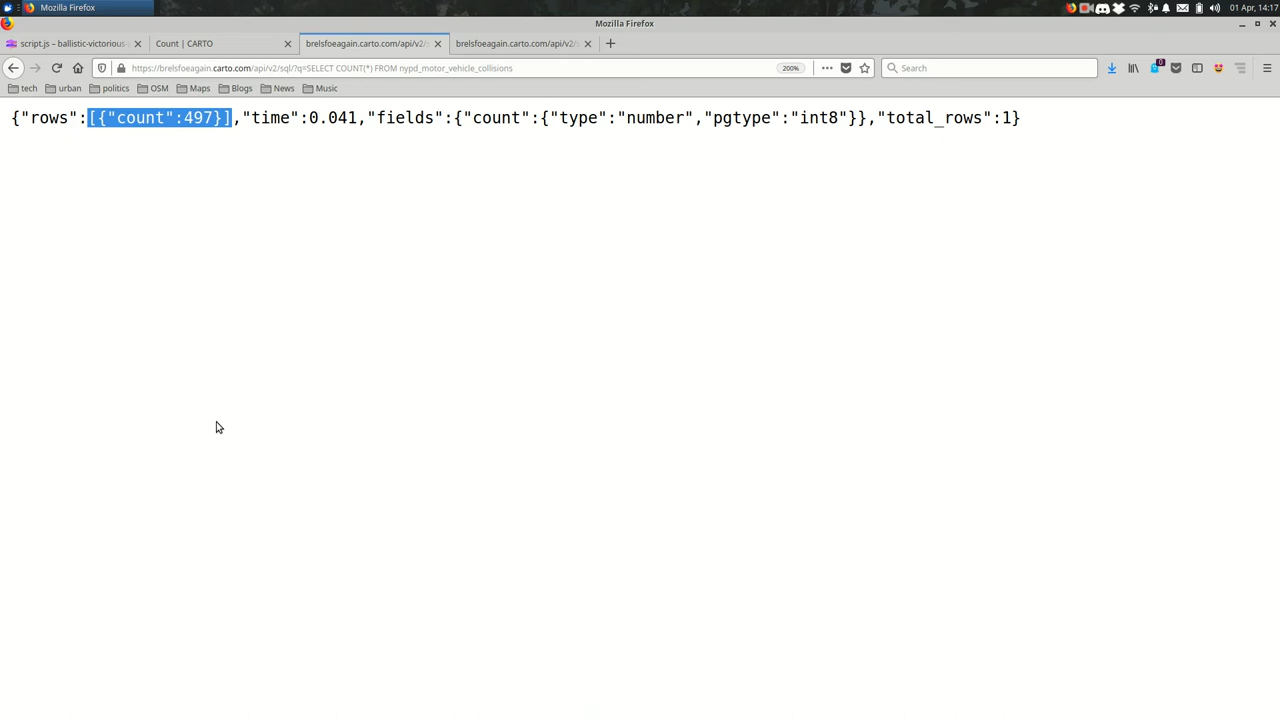 Mozilla Firefox
01 Apr, 14:17
Mozilla Firefox
script.js – ballistic-victorious-
Count | CARTO
brelsfoeagain.carto.com/api/v2/s
brelsfoeagain.carto.com/api/v2/s
https://brelsfoeagain.carto.com/api/v2/sql/?q=SELECT COUNT(*) FROM nypd_motor_vehicle_collisions
200%
Search
0
tech
urban
politics
OSM
Maps
Blogs
News
Music
{"rows":[{"count":497}],"time":0.041,"fields":{"count":{"type":"number","pgtype":"int8"}},"total_rows":1}